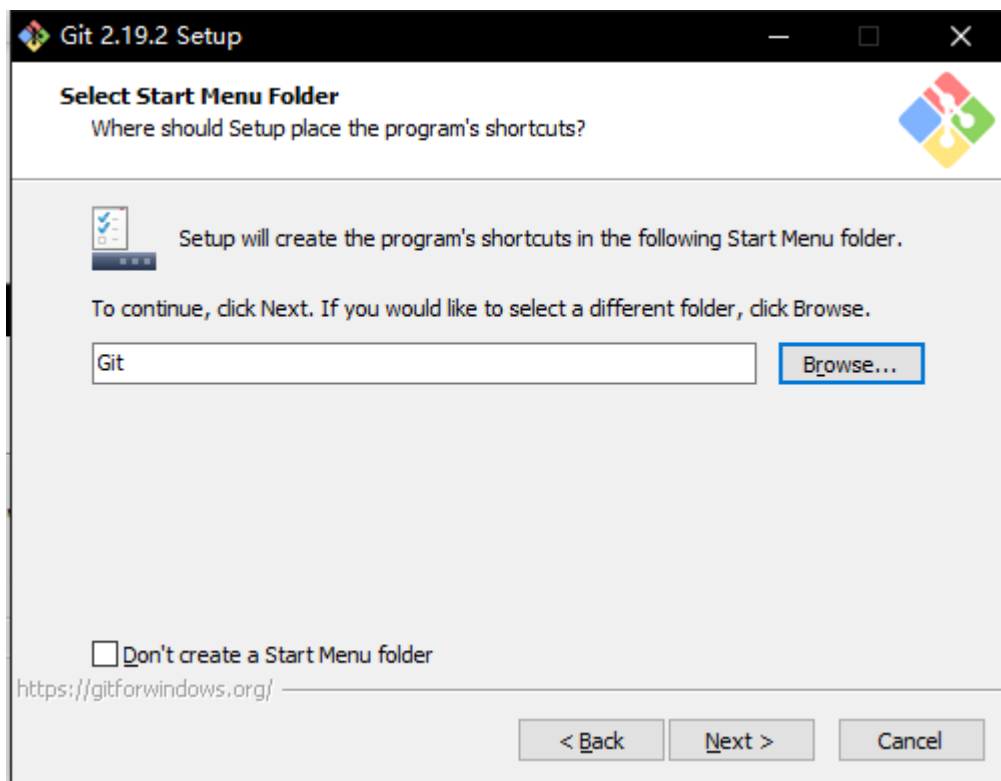 Git 2.19.2 Setup
Select Start Menu Folder
Where should Setup place the program's shortcuts?
Setup will create the program's shortcuts in the following Start Menu folder.
To continue, click Next. If you would like to select a different folder, click Browse.
Git
Browse...
Don't create a Start Menu folder
https://gitforwindows.org/
< Back
Next >
Cancel